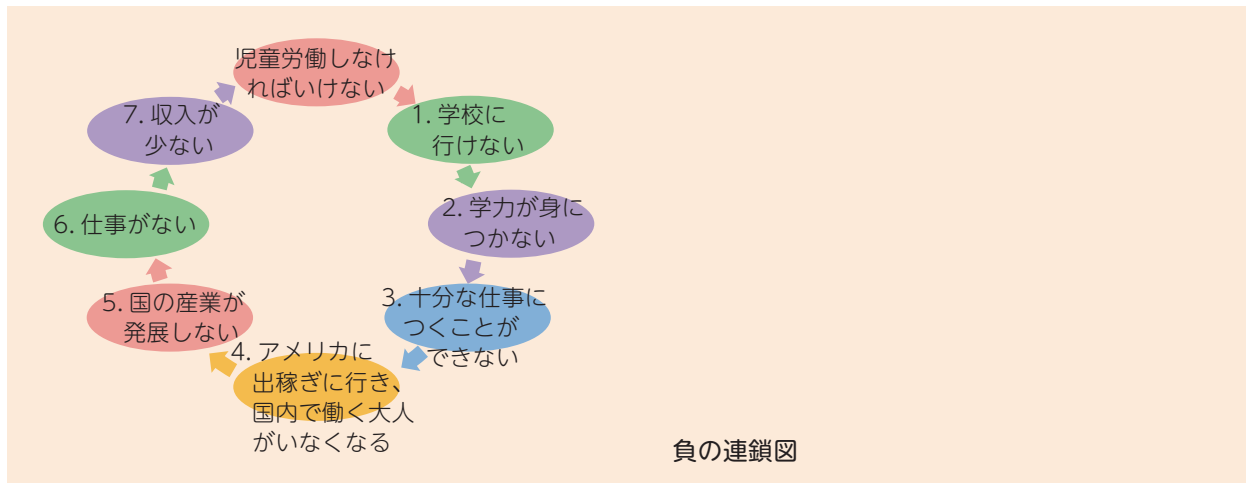 児童労働しなけ
ればいけない
1. 学校に
行けない
2. 学力が身に
つかない
3. 十分な仕事に
つくことが
できない
4. アメリカに
出稼ぎに行き、
国内で働く大人
がいなくなる
5. 国の産業が
発展しない
6. 仕事がない
7. 収入が
少ない
負の連鎖図